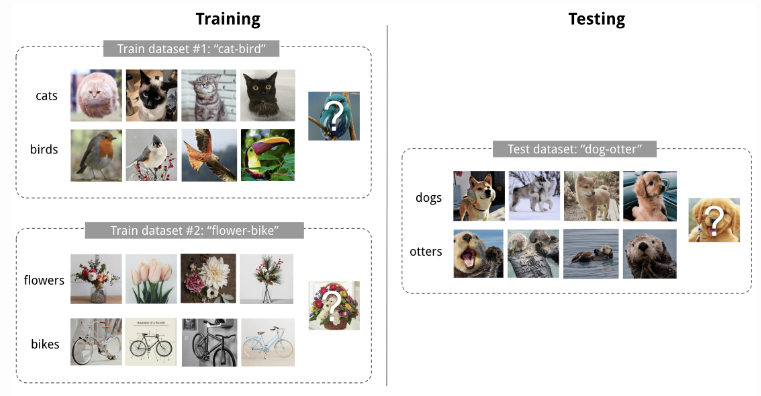 Training
Testing
Train dataset #1: “cat-bird”
cats
?
birds
Train dataset #2: “flower-bike”
flowers
?
bikes
Test dataset: “dog-otter”
dogs
?
otters